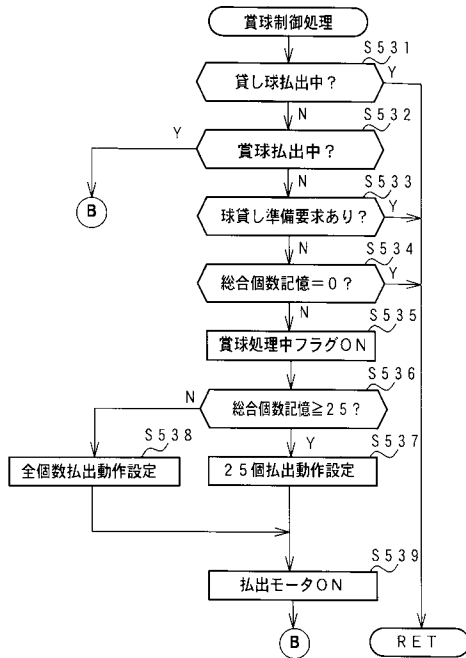 賞球制御処理
S531
貸し球払出中？
Y
N
S532
賞球払出中？
Y
N
B
S533
球貸し準備要求あり？
Y
N
S534
総合個数記憶＝０？
Y
N
S535
賞球処理中フラグＯＮ
S536
総合個数記憶≧２５？
N
Y
S538
全個数払出動作設定
S537
２５個払出動作設定
S539
払出モータＯＮ
B
RET